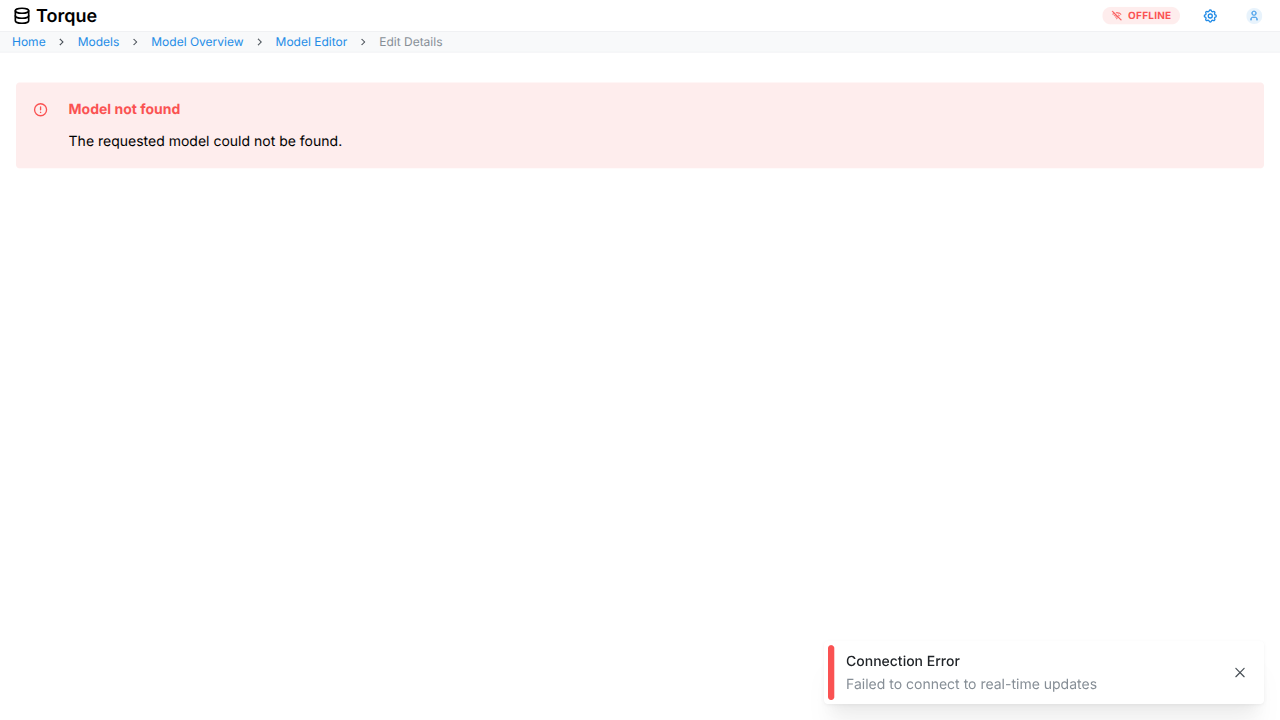 Torque
OFFLINE
Home > Models > Model Overview > Model Editor > Edit Details
Model not found
The requested model could not be found.
Connection Error
Failed to connect to real-time updates